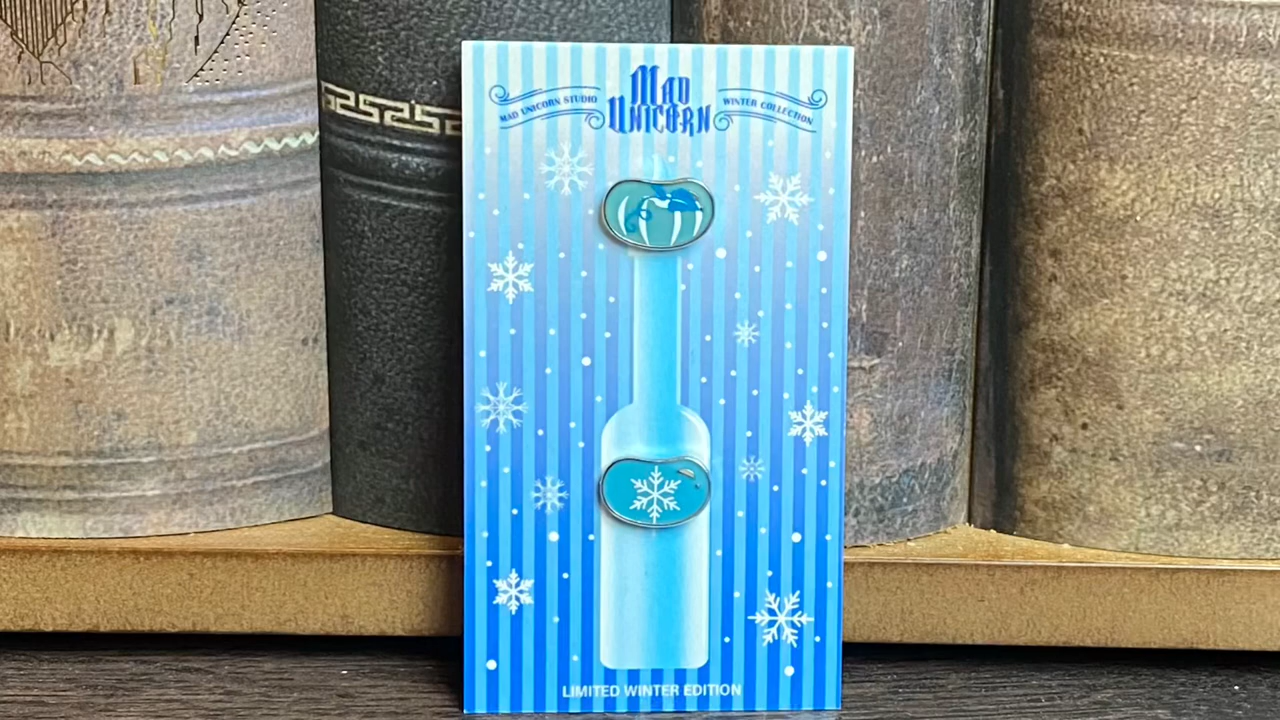 MAD UNICORN STUDIO
MAD
UNICORN
WINTER COLLECTION
LIMITED WINTER EDITION